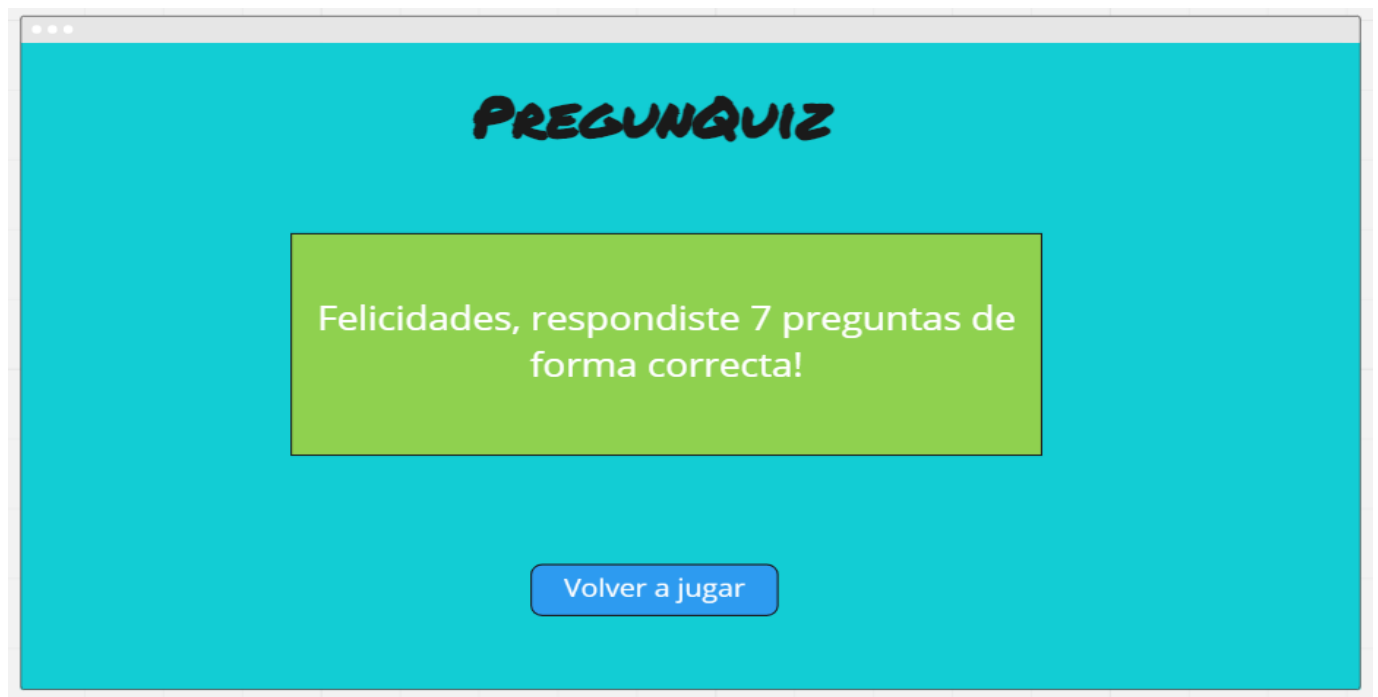 PREGUNQUIZ
Felicidades, respondiste 7 preguntas de
forma correcta!
Volver a jugar